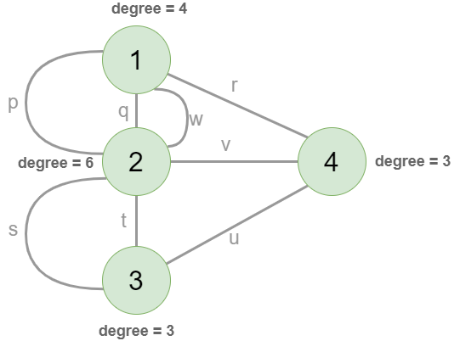 degree = 4
1
r
p
q
w
v
degree = 6
2
4
degree = 3
s
t
u
3
degree = 3